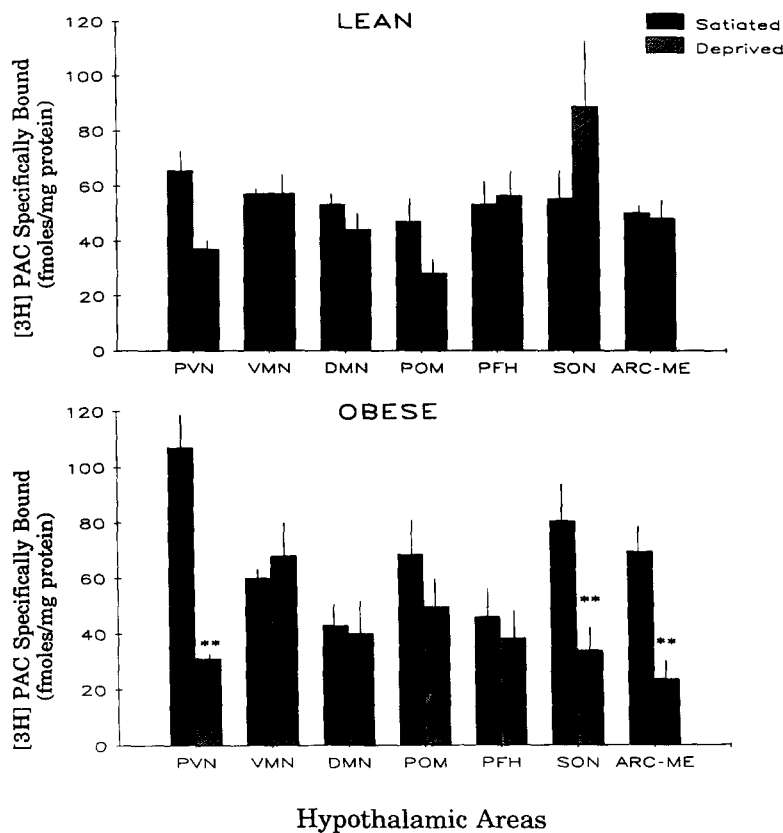 LEAN
Satiated
Deprived
[3H] PAC Specifically Bound
(fmoles/mg protein)
120
100
80
60
40
20
0
PVN VMN DMN POM PFH SON ARC-ME
OBESE
[3H] PAC Specifically Bound
(fmoles/mg protein)
120
100
80
60
40
20
0
**
**
**
PVN VMN DMN POM PFH SON ARC-ME
Hypothalamic Areas